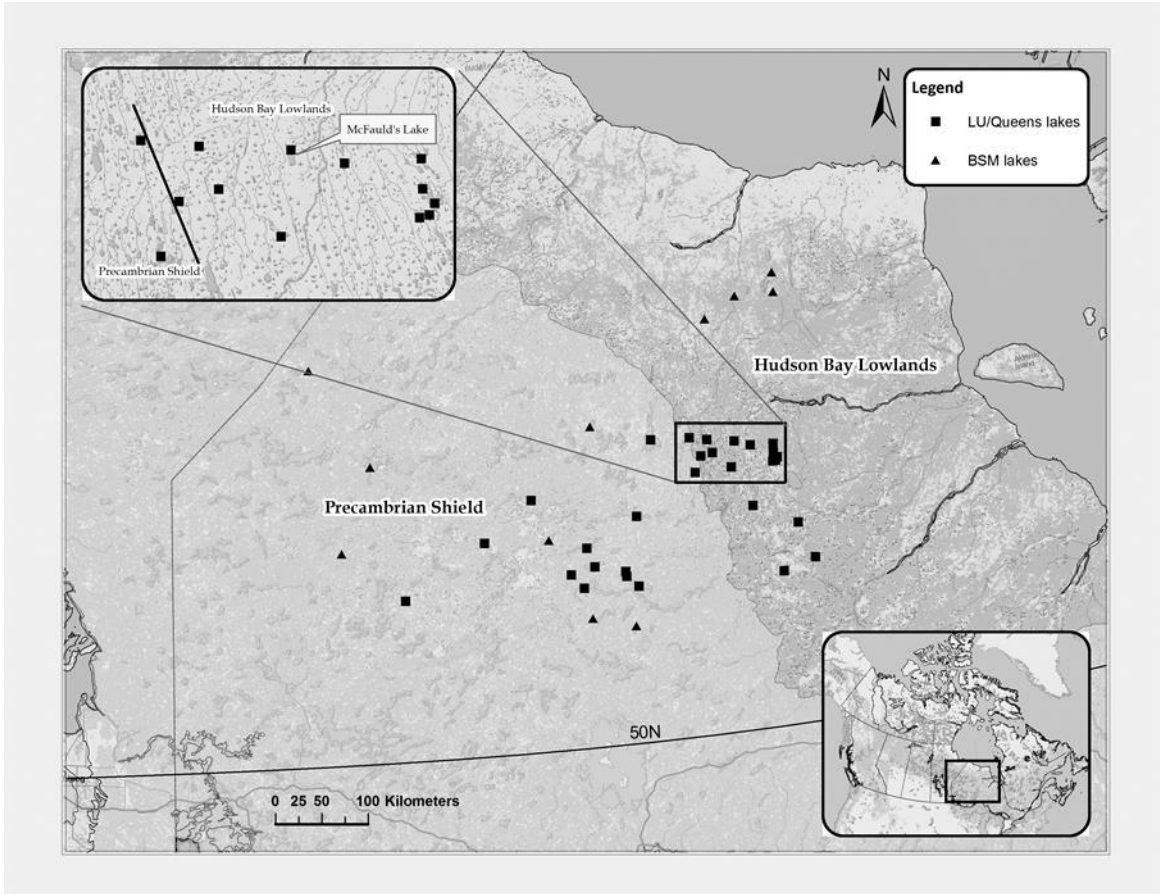 Hudson Bay Lowlands
McFauld's Lake
Precambrian Shield
N
Legend
LU/Queens lakes
BSM lakes
Hudson Bay Lowlands
Precambrian Shield
50N
0 25 50 100 Kilometers